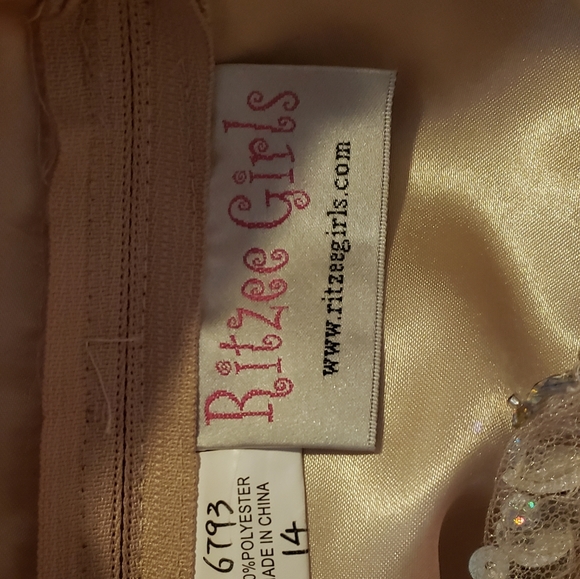 Ritzee Girls
www.ritzeegirls.com
6793
0%POLYESTER
ADE IN CHINA
14